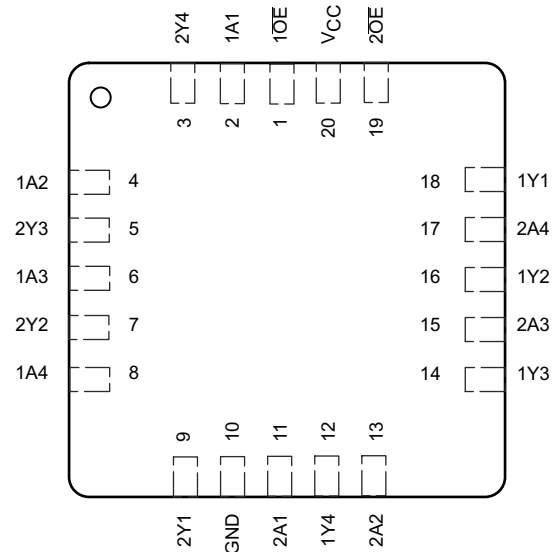 2Y4 1A1 1O̅E̅ VCC 2O̅E̅
3 2 1 20 19
1A2 4 18 1Y1
2Y3 5 17 2A4
1A3 6 16 1Y2
2Y2 7 15 2A3
1A4 8 14 1Y3
9 10 11 12 13
2Y1 GND 2A1 1Y4 2A2